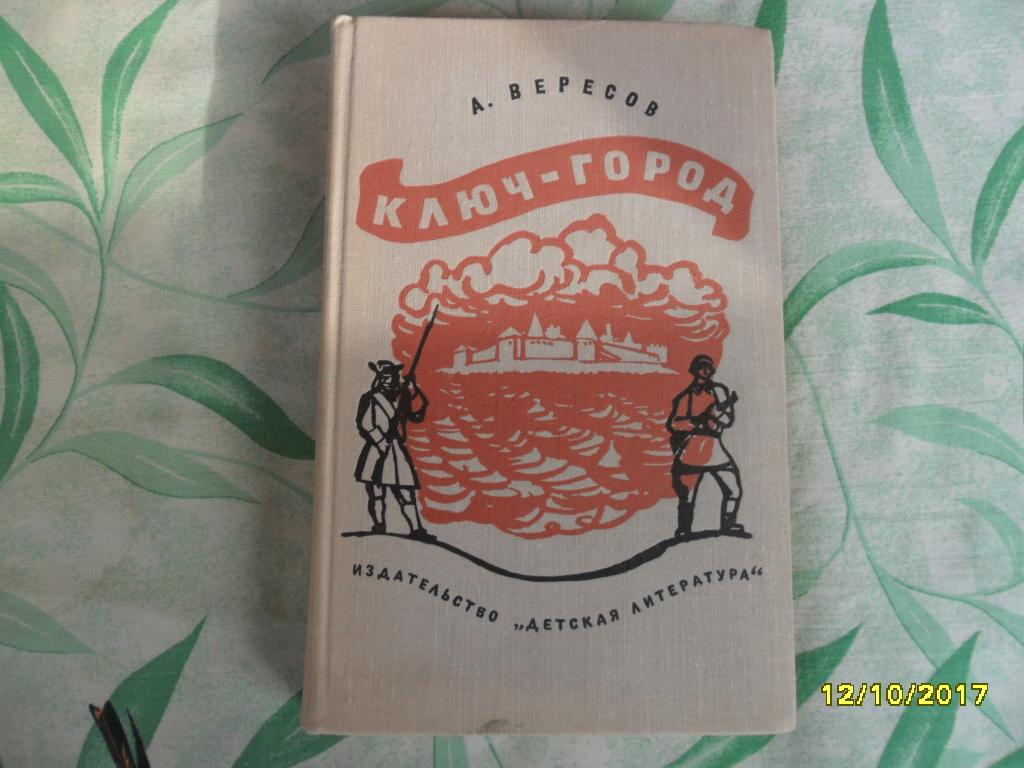 А. ВЕРЕСОВ
КЛЮЧ-ГОРОД
ИЗДАТЕЛЬСТВО „ДЕТСКАЯ ЛИТЕРАТУРА“
12/10/2017